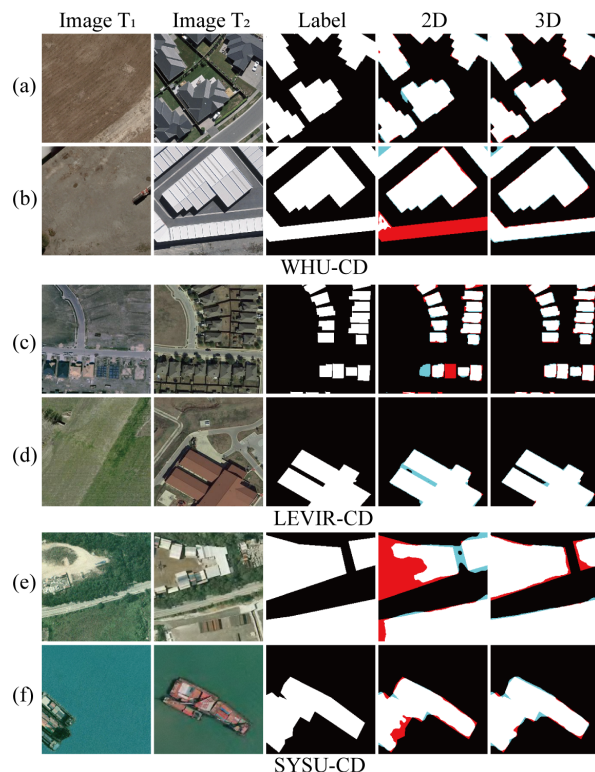 Image T₁ Image T₂ Label 2D 3D
(a)
(b)
WHU-CD
(c)
(d)
LEVIR-CD
(e)
(f)
SYSU-CD